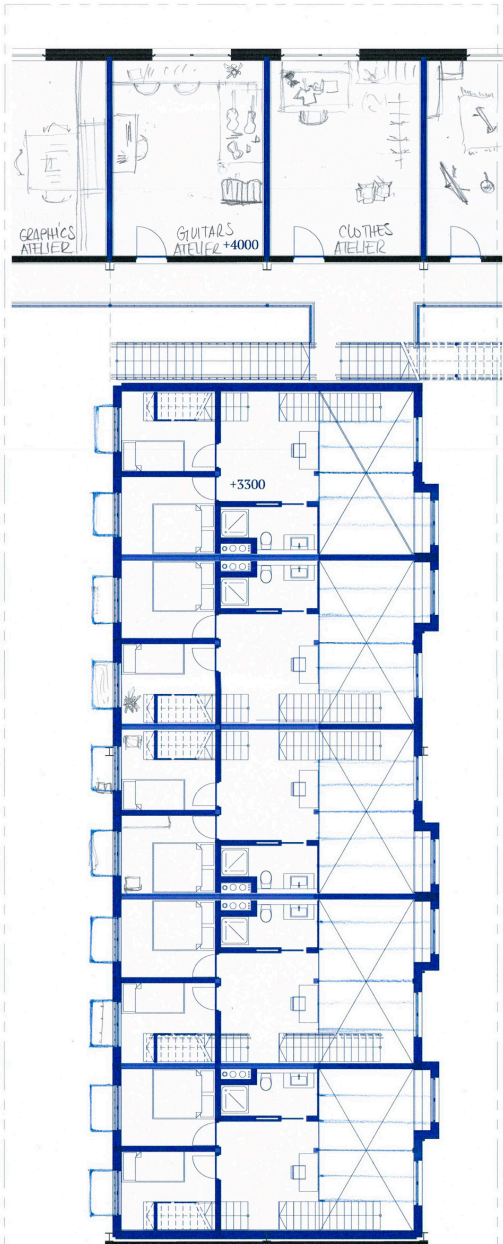 GRAPHICS
ATELIER
GUITARS
ATELIER +4000
CLOTHES
ATELIER
+3300